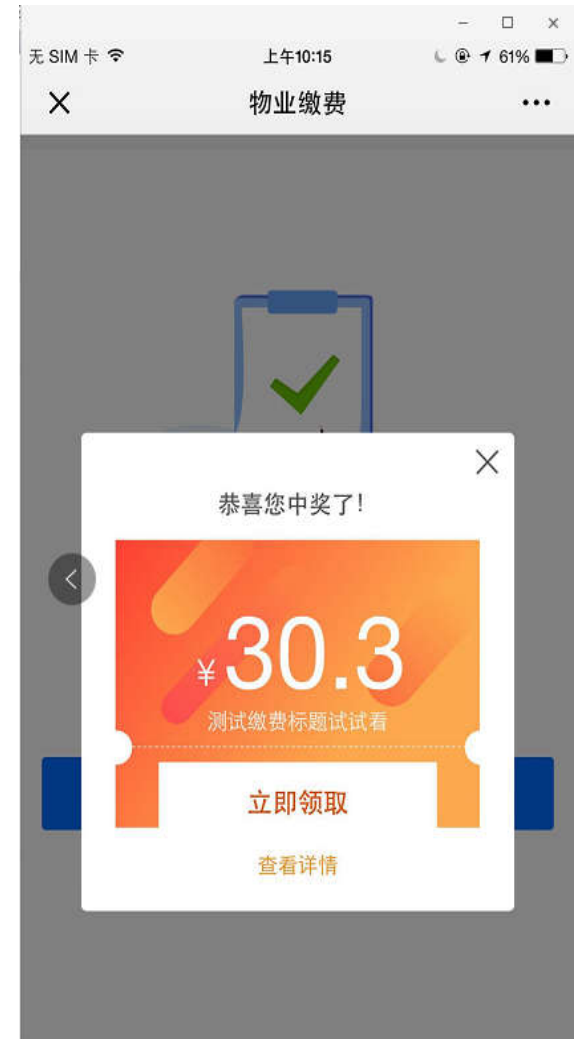 无 SIM 卡
上午10:15
61%
物业缴费
恭喜您中奖了!
¥30.3
测试缴费标题试试看
立即领取
查看详情